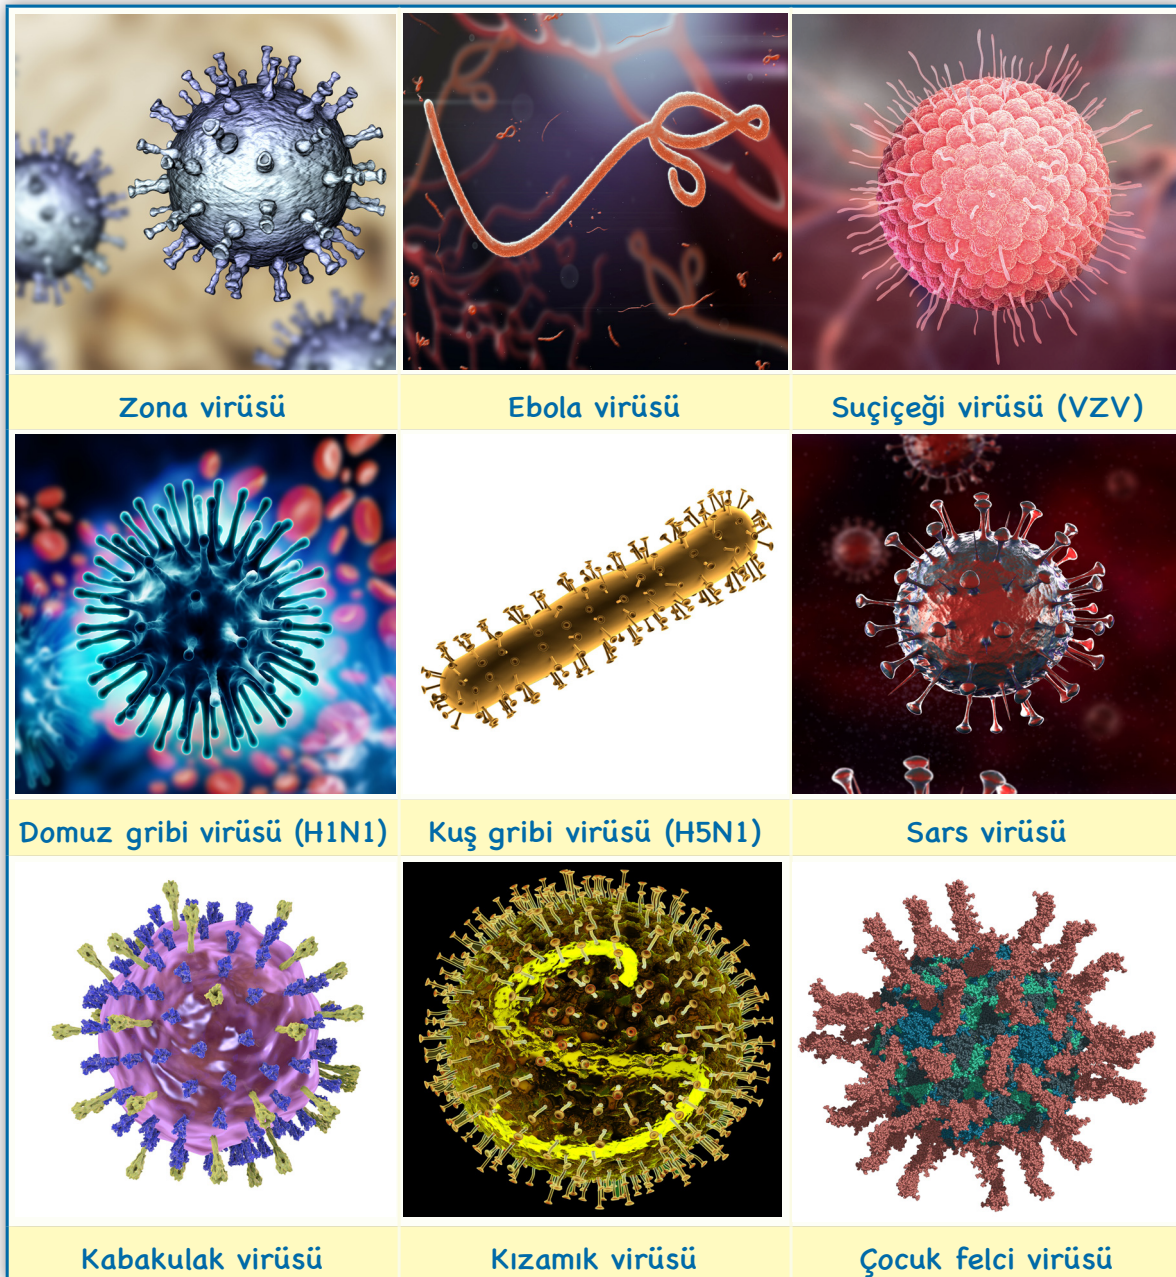 Zona virüsü
Ebola virüsü
Suçiçeği virüsü (VZV)
Domuz gribi virüsü (H1N1)
Kuş gribi virüsü (H5N1)
Sars virüsü
Kabakulak virüsü
Kızamık virüsü
Çocuk felci virüsü